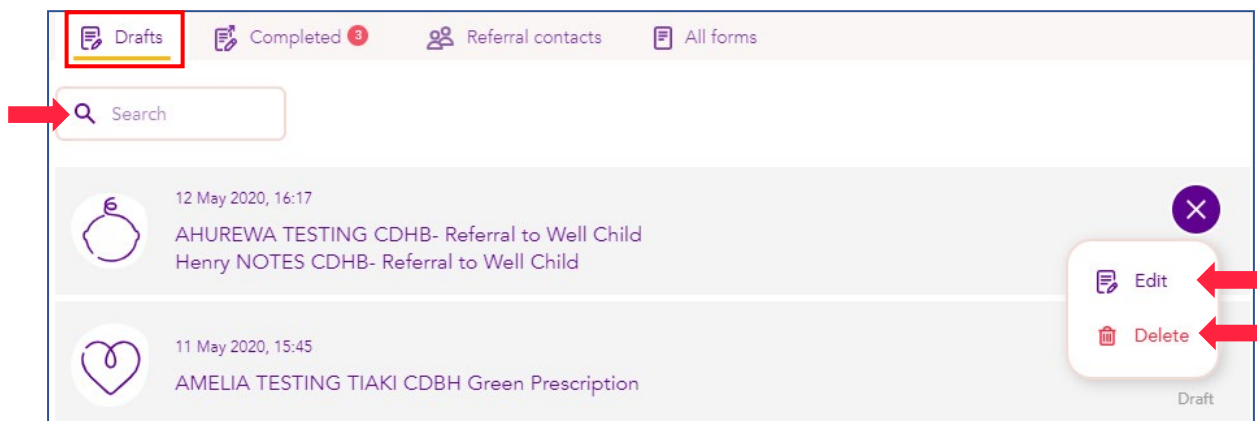 Drafts Completed 3 Referral contacts All forms
Search
12 May 2020, 16:17
AHUREWA TESTING CDHB- Referral to Well Child
Henry NOTES CDHB- Referral to Well Child
Edit
Delete
11 May 2020, 15:45
AMELIA TESTING TIAKI CDBH Green Prescription
Draft